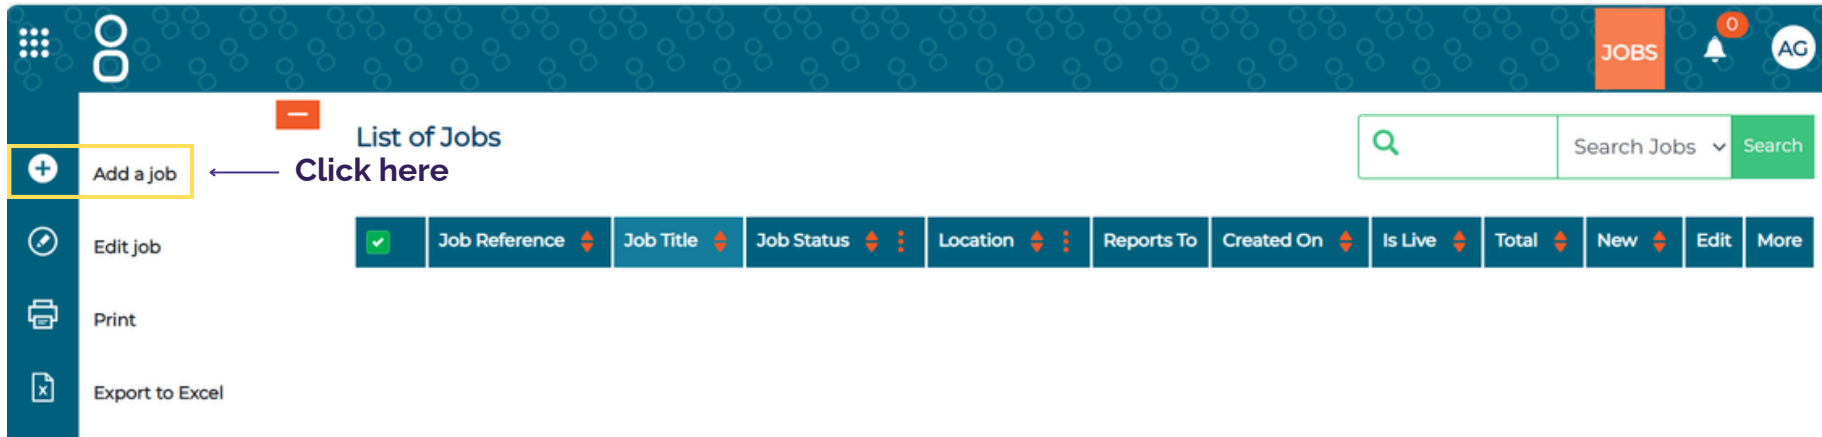 0
JOBS
AG
List of Jobs
Search Jobs
Search
Add a job
Click here
Job Reference Job Title Job Status Location Reports To Created On Is Live Total New Edit More
Edit job
Print
Export to Excel